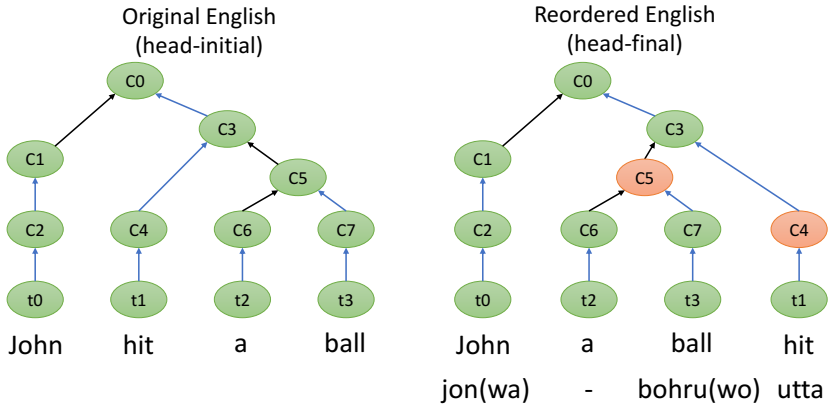 Original English
(head-initial)
C0
C3
C1
C5
C2
C4
C6
C7
t0
t1
t2
t3
John hit a ball
Reordered English
(head-final)
C0
C3
C1
C5
C2
C6
C7
C4
t0
t2
t3
t1
John a ball hit
jon(wa) - bohru(wo) utta